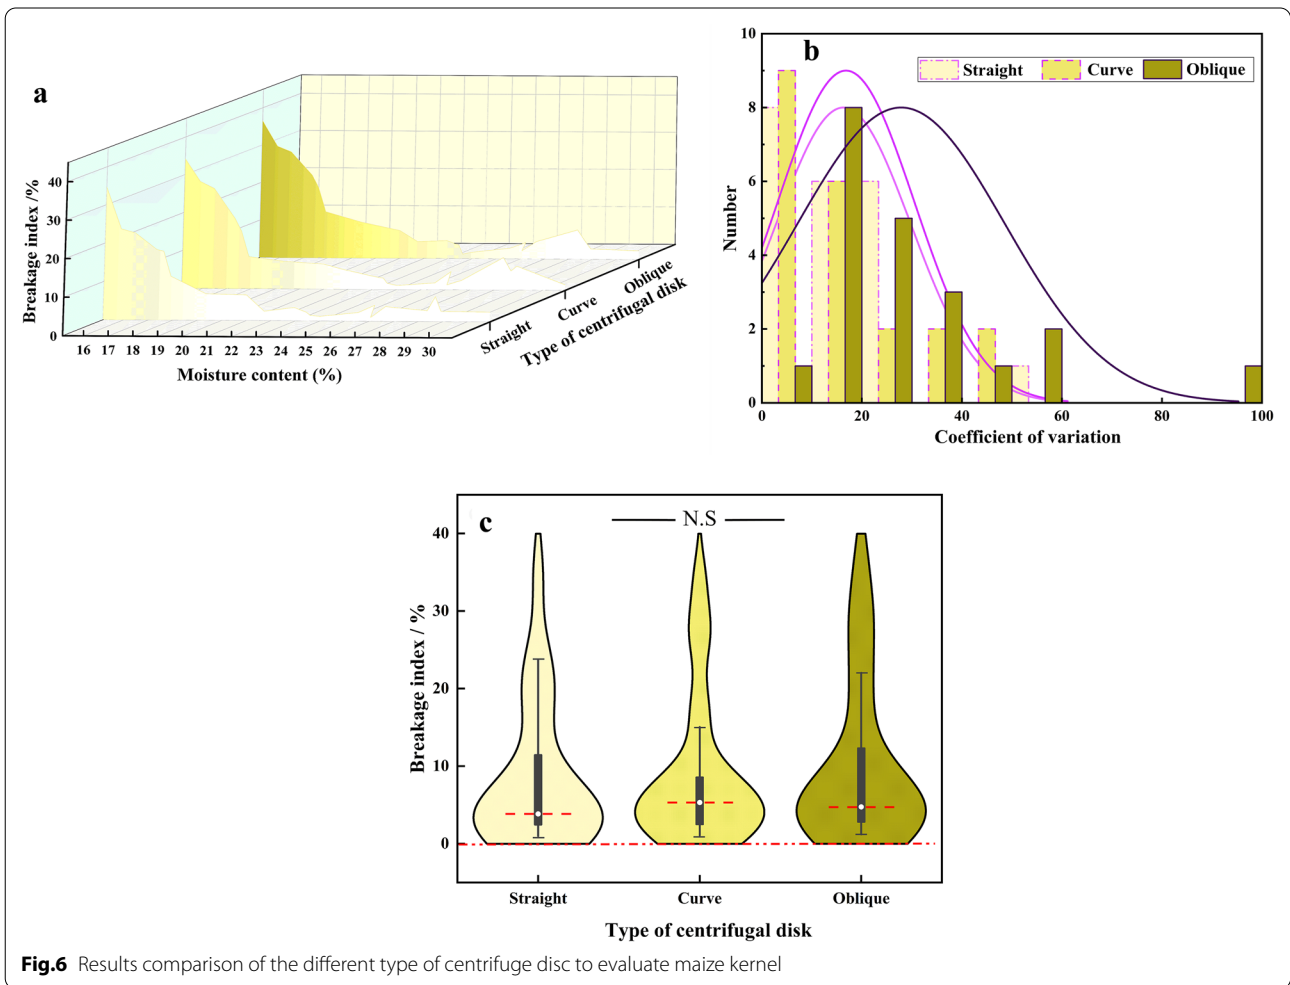 a
Breakage index /%
40
30
20
10
0
16 17 18 19 20 21 22 23 24 25 26 27 28 29 30
Moisture content (%)
Straight
Curve
Oblique
Type of centrifugal disk
b
Straight Curve Oblique
Number
10
8
6
4
2
0
0 20 40 60 80 100
Coefficient of variation
c
N.S
Breakage index / %
40
30
20
10
0
Straight Curve Oblique
Type of centrifugal disk
Fig.6 Results comparison of the different type of centrifuge disc to evaluate maize kernel